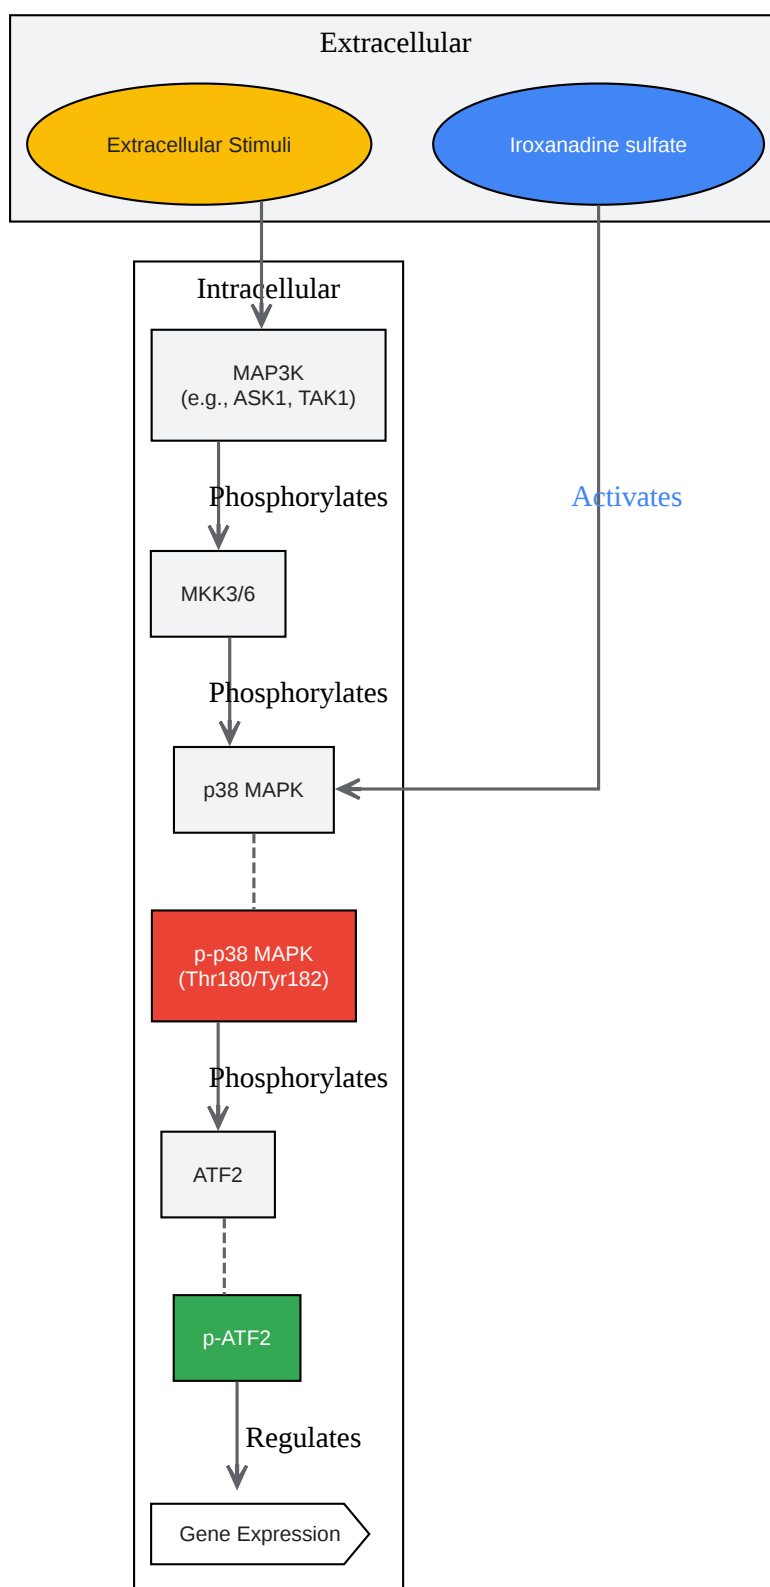 Extracellular
Extracellular Stimuli
Iroxanadine sulfate
Intracellular
MAP3K
(e.g., ASK1, TAK1)
Phosphorylates
Activates
MKK3/6
Phosphorylates
p38 MAPK
p-p38 MAPK
(Thr180/Tyr182)
Phosphorylates
ATF2
p-ATF2
Regulates
Gene Expression